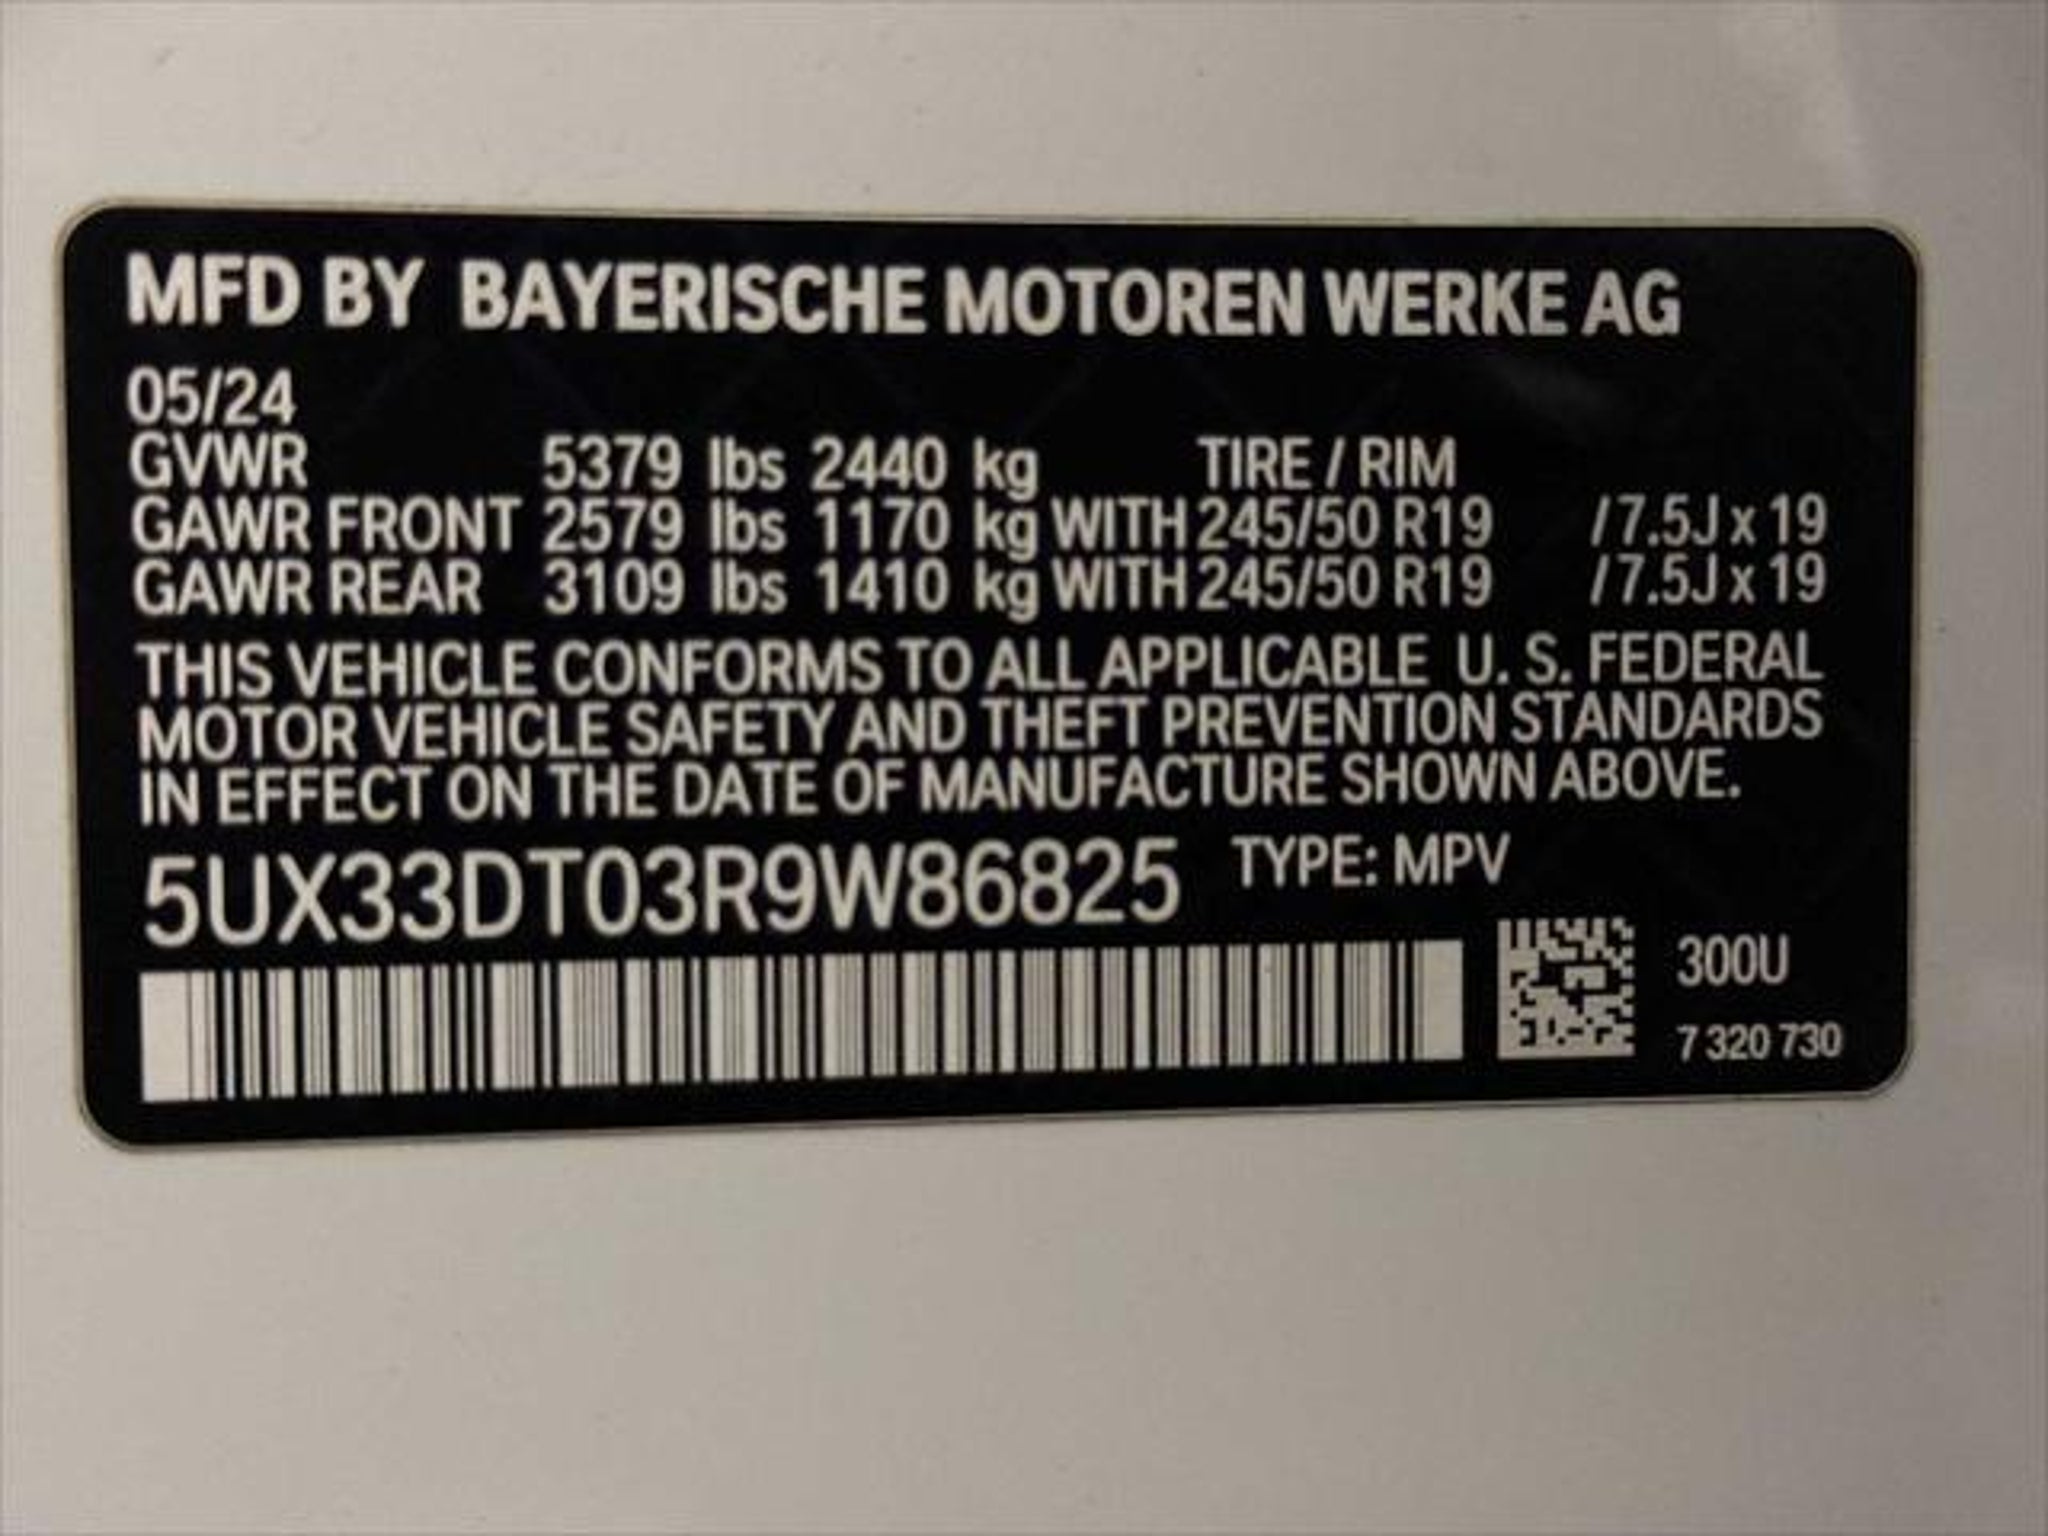 MFD BY BAYERISCHE MOTOREN WERKE AG
05/24
GVWR 5379 lbs 2440 kg TIRE / RIM
GAWR FRONT 2579 lbs 1170 kg WITH 245/50 R19 / 7.5J x 19
GAWR REAR 3109 lbs 1410 kg WITH 245/50 R19 / 7.5J x 19
THIS VEHICLE CONFORMS TO ALL APPLICABLE U. S. FEDERAL
MOTOR VEHICLE SAFETY AND THEFT PREVENTION STANDARDS
IN EFFECT ON THE DATE OF MANUFACTURE SHOWN ABOVE.
5UX33DT03R9W86825 TYPE: MPV
300U
7 320 730